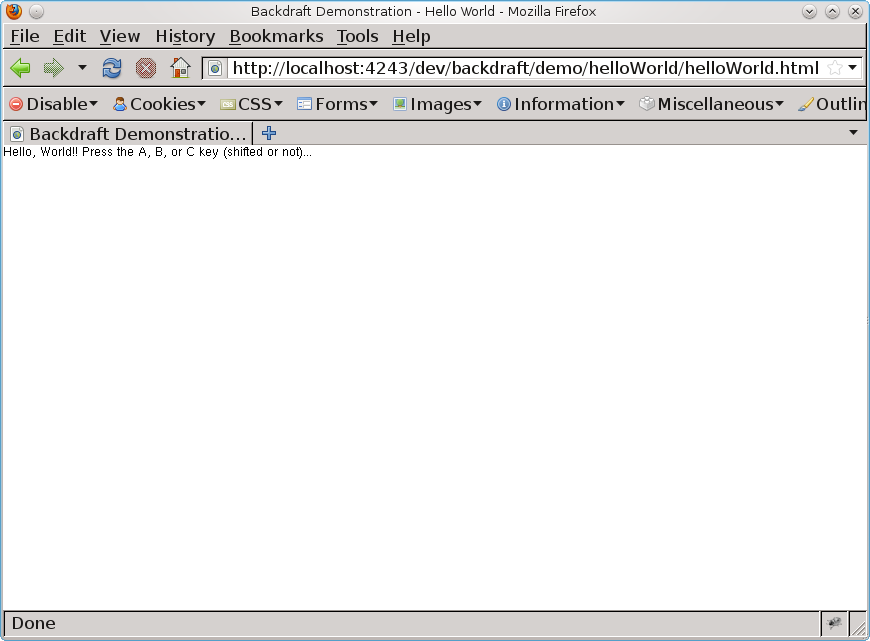 Backdraft Demonstration - Hello World - Mozilla Firefox
File Edit View History Bookmarks Tools Help
http://localhost:4243/dev/backdraft/demo/helloWorld/helloWorld.html
Disable Cookies CSS Forms Images Information Miscellaneous Outlin
Backdraft Demonstratio...
Hello, World!! Press the A, B, or C key (shifted or not)...
Done